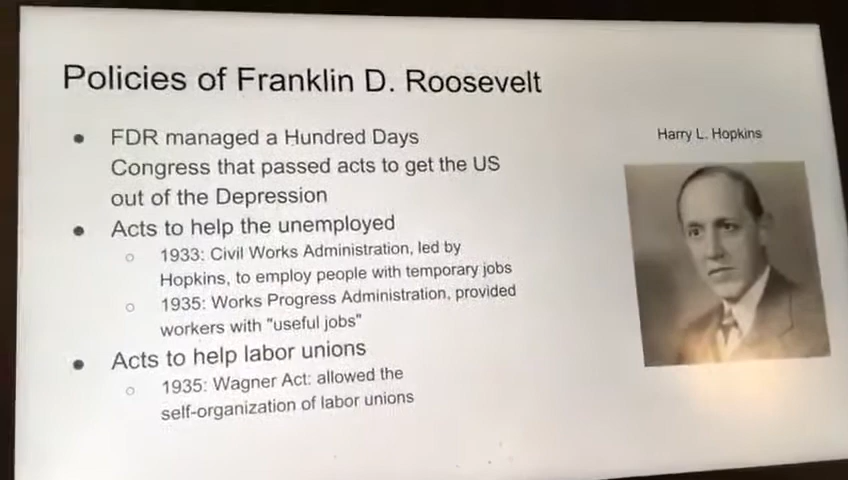 Policies of Franklin D. Roosevelt
● FDR managed a Hundred Days
Congress that passed acts to get the US
out of the Depression
● Acts to help the unemployed
○ 1933: Civil Works Administration, led by
Hopkins, to employ people with temporary jobs
○ 1935: Works Progress Administration, provided
workers with "useful jobs"
● Acts to help labor unions
○ 1935: Wagner Act: allowed the
self-organization of labor unions
Harry L. Hopkins